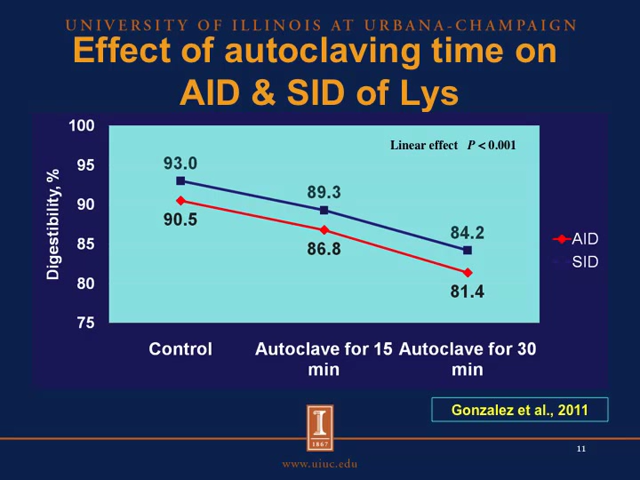 UNIVERSITY OF ILLINOIS AT URBANA-CHAMPAIGN
Effect of autoclaving time on
AID & SID of Lys
100
95
90
85
80
75
Digestibility, %
Linear effect P < 0.001
93.0
90.5
89.3
86.8
84.2
81.4
AID
SID
Control
Autoclave for 15
min
Autoclave for 30
min
Gonzalez et al., 2011
I
1867
11
www.uiuc.edu